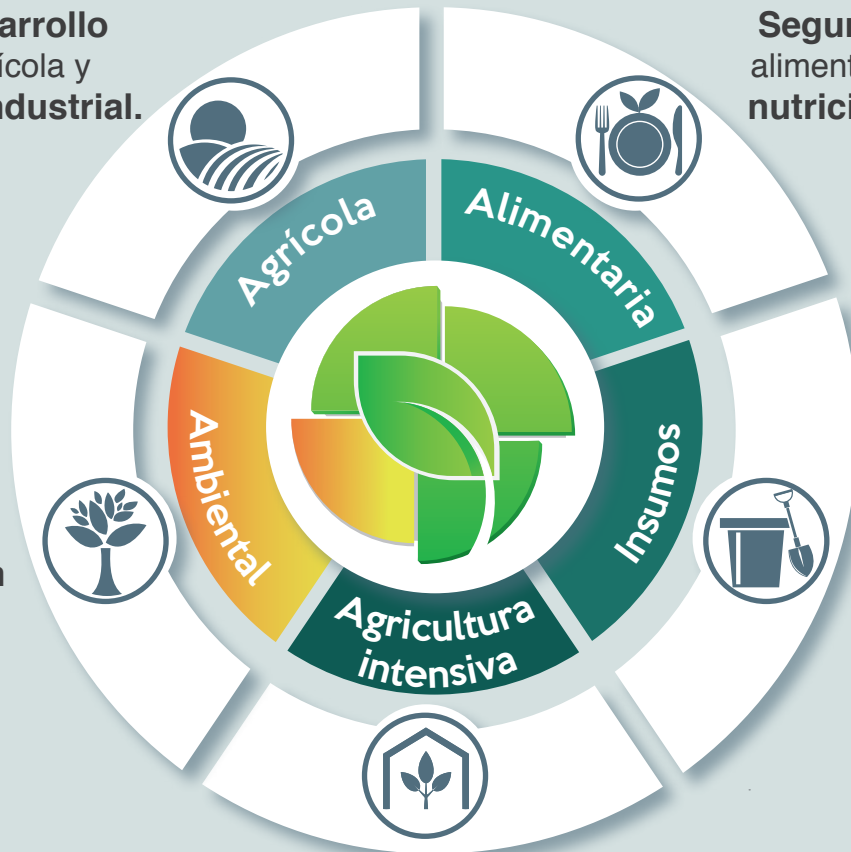 arrollo
ícola y
ndustrial.
Segur
aliment
nutrici
Agrícola
Alimentaria
Ambiental
Insumos
Agricultura
intensiva